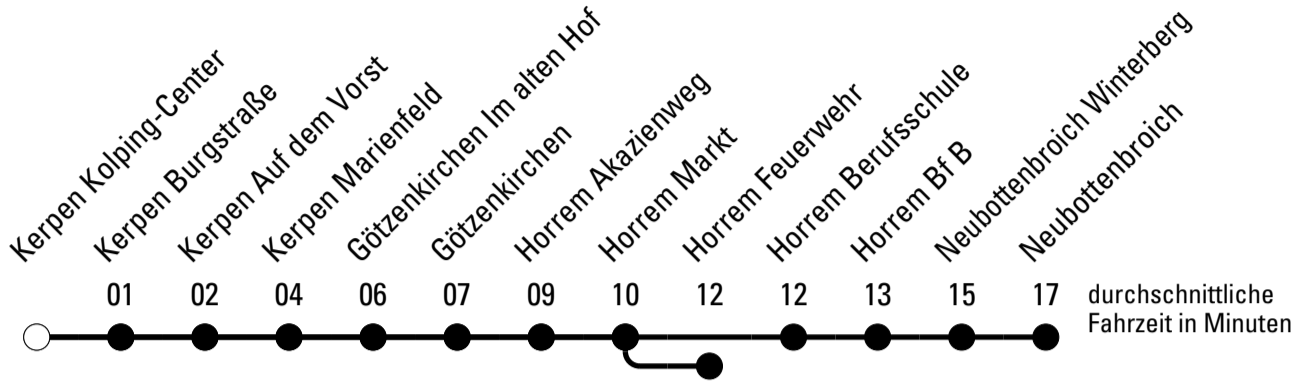 Kerpen Kolping-Center
Kerpen Burgstraße
Kerpen Auf dem Vorst
Kerpen Marienfeld
Götzenkirchen Im alten Hof
Götzenkirchen
Horrem Akazienweg
Horrem Markt
Horrem Feuerwehr
Horrem Berufsschule
Horrem Bf B
Neubottenbroich Winterberg
Neubottenbroich
01 02 04 06 07 09 10 12 12 13 15 17
durchschnittliche
Fahrzeit in Minuten